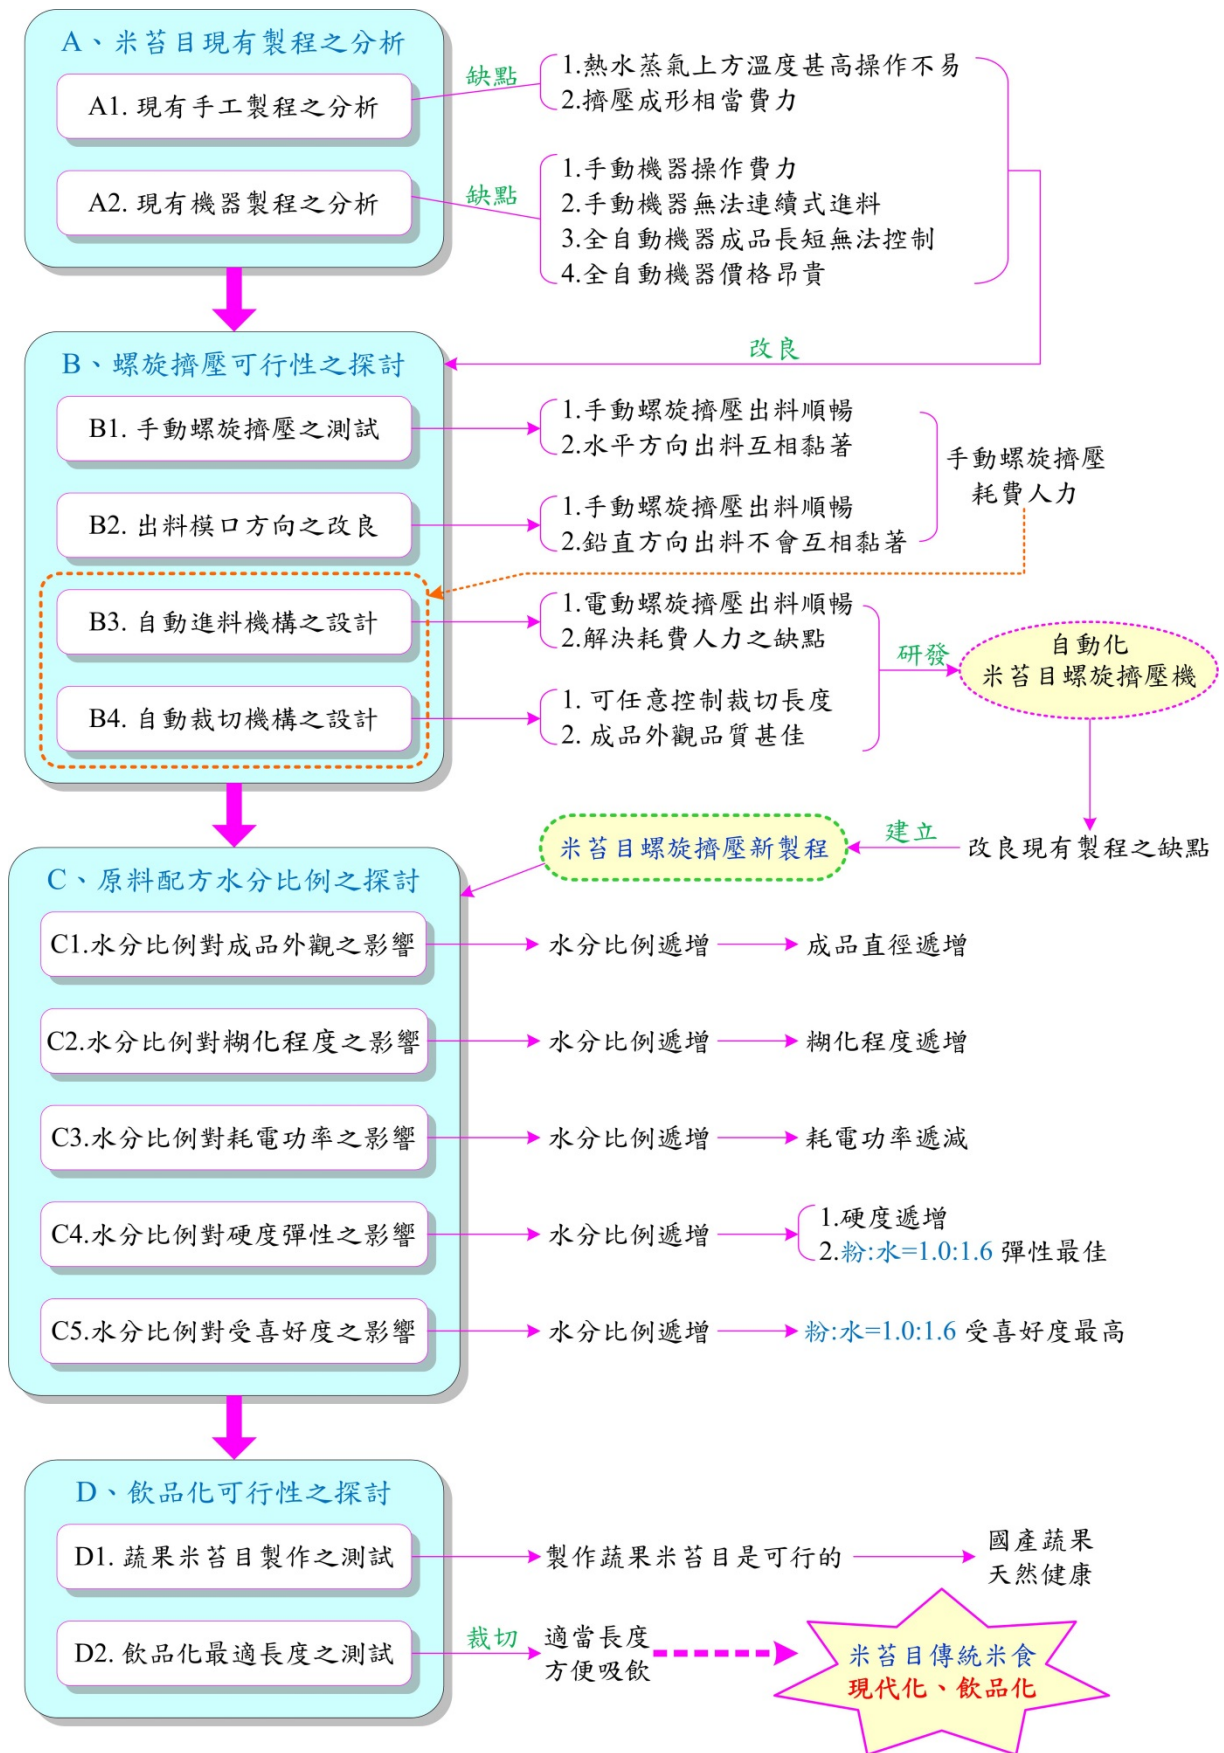 A、米苔目現有製程之分析
A1. 現有手工製程之分析
缺點
1.熱水蒸氣上方溫度甚高操作不易
2.擠壓成形相當費力
A2. 現有機器製程之分析
缺點
1.手動機器操作費力
2.手動機器無法連續式進料
3.全自動機器成品長短無法控制
4.全自動機器價格昂貴
改良
B、螺旋擠壓可行性之探討
B1. 手動螺旋擠壓之測試
1.手動螺旋擠壓出料順暢
2.水平方向出料互相黏著
B2. 出料模口方向之改良
1.手動螺旋擠壓出料順暢
2.鉛直方向出料不會互相黏著
手動螺旋擠壓
耗費人力
B3. 自動進料機構之設計
1.電動螺旋擠壓出料順暢
2.解決耗費人力之缺點
B4. 自動裁切機構之設計
1. 可任意控制裁切長度
2. 成品外觀品質甚佳
研發
自動化
米苔目螺旋擠壓機
改良現有製程之缺點
建立
米苔目螺旋擠壓新製程
C、原料配方水分比例之探討
C1.水分比例對成品外觀之影響
水分比例遞增
成品直徑遞增
C2.水分比例對糊化程度之影響
水分比例遞增
糊化程度遞增
C3.水分比例對耗電功率之影響
水分比例遞增
耗電功率遞減
C4.水分比例對硬度彈性之影響
水分比例遞增
1.硬度遞增
2.粉:水=1.0:1.6 彈性最佳
C5.水分比例對受喜好度之影響
水分比例遞增
粉:水=1.0:1.6 受喜好度最高
D、飲品化可行性之探討
D1. 蔬果米苔目製作之測試
製作蔬果米苔目是可行的
國產蔬果
天然健康
D2. 飲品化最適長度之測試
裁切
適當長度
方便吸飲
米苔目傳統米食
現代化、飲品化